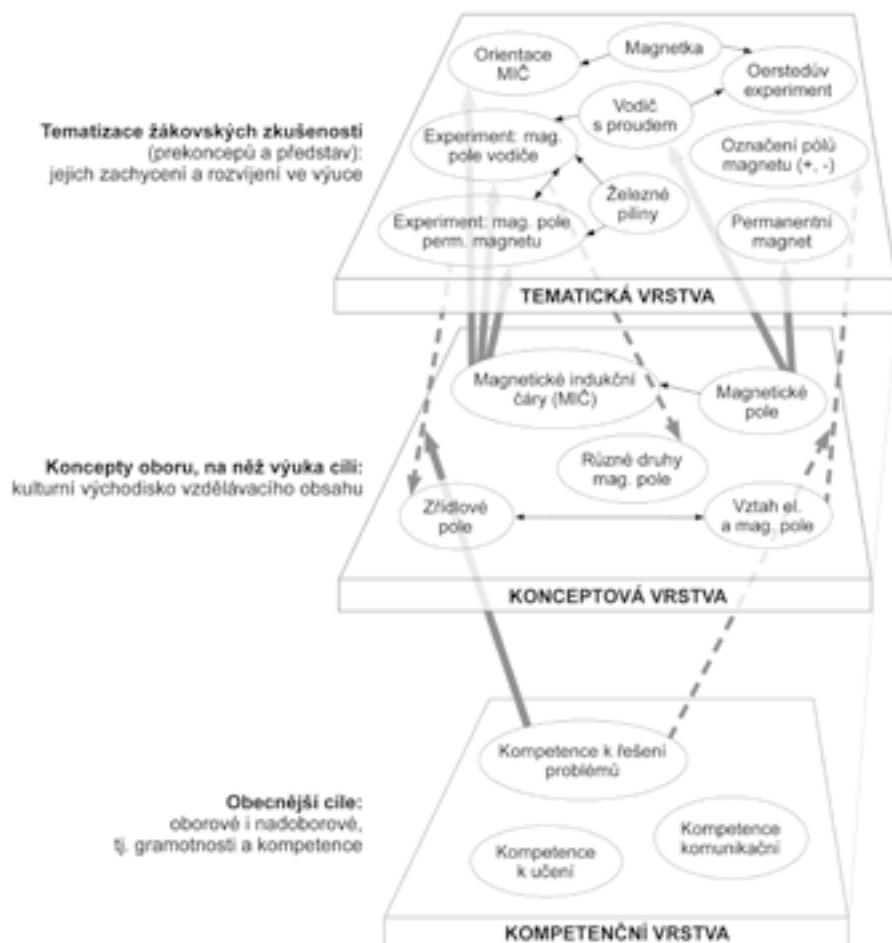 Orientace
MIČ
Magnetka
Oerstedův
experiment
Vodič
s proudem
Experiment: mag.
pole vodiče
Označení pólů
magnetu (+, -)
Železné
piliny
Experiment: mag. pole
perm. magnetu
Permanentní
magnet
Tematizace žákovských zkušeností
(prekonceptů a představ):
jejich zachycení a rozvíjení ve výuce
TEMATICKÁ VRSTVA
Magnetické indukční
čáry (MIČ)
Magnetické
pole
Různé druhy
mag. pole
Zřídlové
pole
Vztah el.
a mag. pole
Koncepty oboru, na něž výuka cílí:
kulturní východisko vzdělávacího obsahu
KONCEPTOVÁ VRSTVA
Kompetence k řešení
problémů
Kompetence
komunikační
Kompetence
k učení
Obecnější cíle:
oborové i nadoborové,
tj. gramotnosti a kompetence
KOMPETENČNÍ VRSTVA